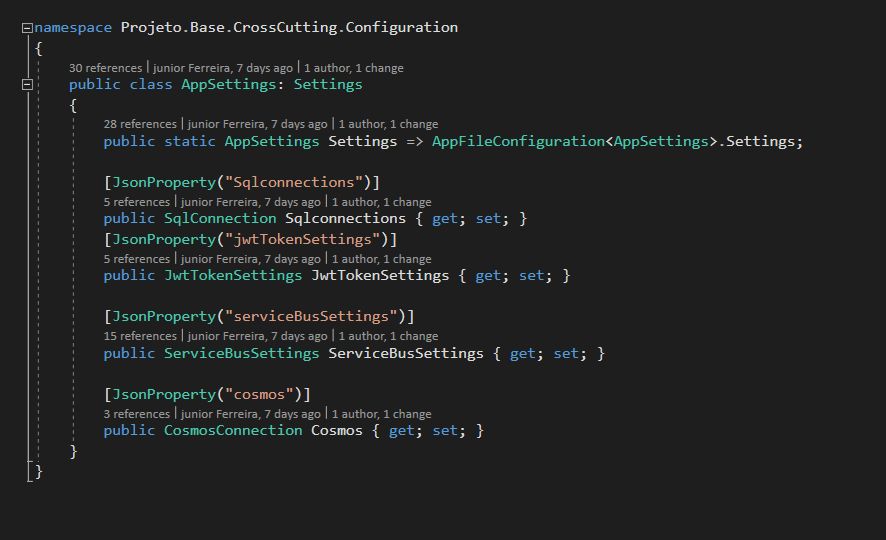 namespace Projeto.Base.CrossCutting.Configuration
{
30 references | junior Ferreira, 7 days ago | 1 author, 1 change
public class AppSettings: Settings
{
28 references | junior Ferreira, 7 days ago | 1 author, 1 change
public static AppSettings Settings => AppFileConfiguration<AppSettings>.Settings;
[JsonProperty("Sqlconnections")]
5 references | junior Ferreira, 7 days ago | 1 author, 1 change
public SqlConnection Sqlconnections { get; set; }
[JsonProperty("jwtTokenSettings")]
5 references | junior Ferreira, 7 days ago | 1 author, 1 change
public JwtTokenSettings JwtTokenSettings { get; set; }
[JsonProperty("serviceBusSettings")]
15 references | junior Ferreira, 7 days ago | 1 author, 1 change
public ServiceBusSettings ServiceBusSettings { get; set; }
[JsonProperty("cosmos")]
3 references | junior Ferreira, 7 days ago | 1 author, 1 change
public CosmosConnection Cosmos { get; set; }
}
}